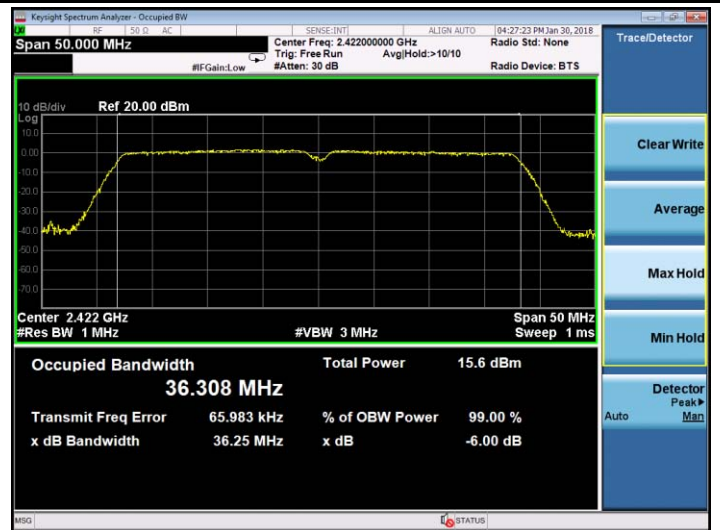 Keysight Spectrum Analyzer - Occupied BW
RF 50 Ω AC SENSE:INT ALIGN AUTO 04:27:23 PM Jan 30, 2018
Span 50.000 MHz
Center Freq: 2.422000000 GHz Radio Std: None
Trig: Free Run Avg|Hold:>10/10
#IFGain:Low #Atten: 30 dB Radio Device: BTS
Trace/Detector
10 dB/div Ref 20.00 dBm
Log
10.0
0.00
-10.0
-20.0
-30.0
-40.0
-50.0
-60.0
-70.0
Center 2.422 GHz Span 50 MHz
#Res BW 1 MHz #VBW 3 MHz Sweep 1 ms
Occupied Bandwidth Total Power 15.6 dBm
36.308 MHz
Transmit Freq Error 65.983 kHz % of OBW Power 99.00 %
x dB Bandwidth 36.25 MHz x dB -6.00 dB
Clear Write
Average
Max Hold
Min Hold
Detector
Peak▶
Auto Man
MSG STATUS